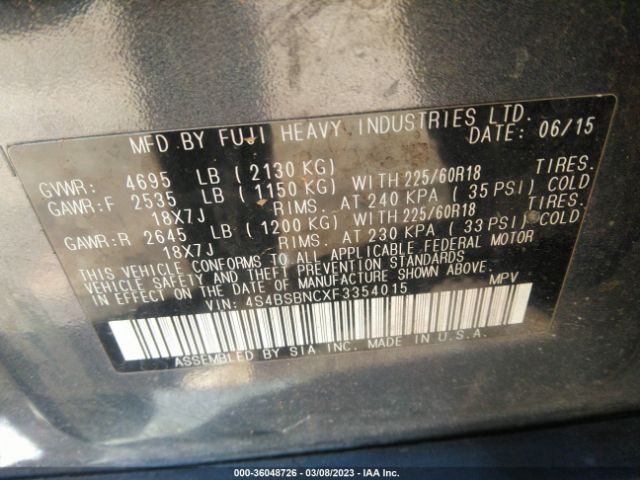 MFD. BY FUJI HEAVY INDUSTRIES LTD.
DATE: 06/15
GVWR: 4695 LB ( 2130 KG) TIRES.
GAWR:F 2535 LB ( 1150 KG) WITH 225/60R18
18X7J RIMS. AT 240 KPA ( 35 PSI) COLD
GAWR:R 2645 LB ( 1200 KG) WITH 225/60R18 TIRES.
18X7J RIMS. AT 230 KPA ( 33 PSI) COLD
THIS VEHICLE CONFORMS TO ALL APPLICABLE FEDERAL MOTOR
VEHICLE SAFETY AND THEFT PREVENTION STANDARDS
IN EFFECT ON THE DATE OF MANUFACTURE SHOWN ABOVE.
VIN: 4S4BSBNCXF3354015 MPV
ASSEMBLED BY SIA INC. MADE IN U.S.A.
000-36048726 - 03/08/2023 - IAA Inc.